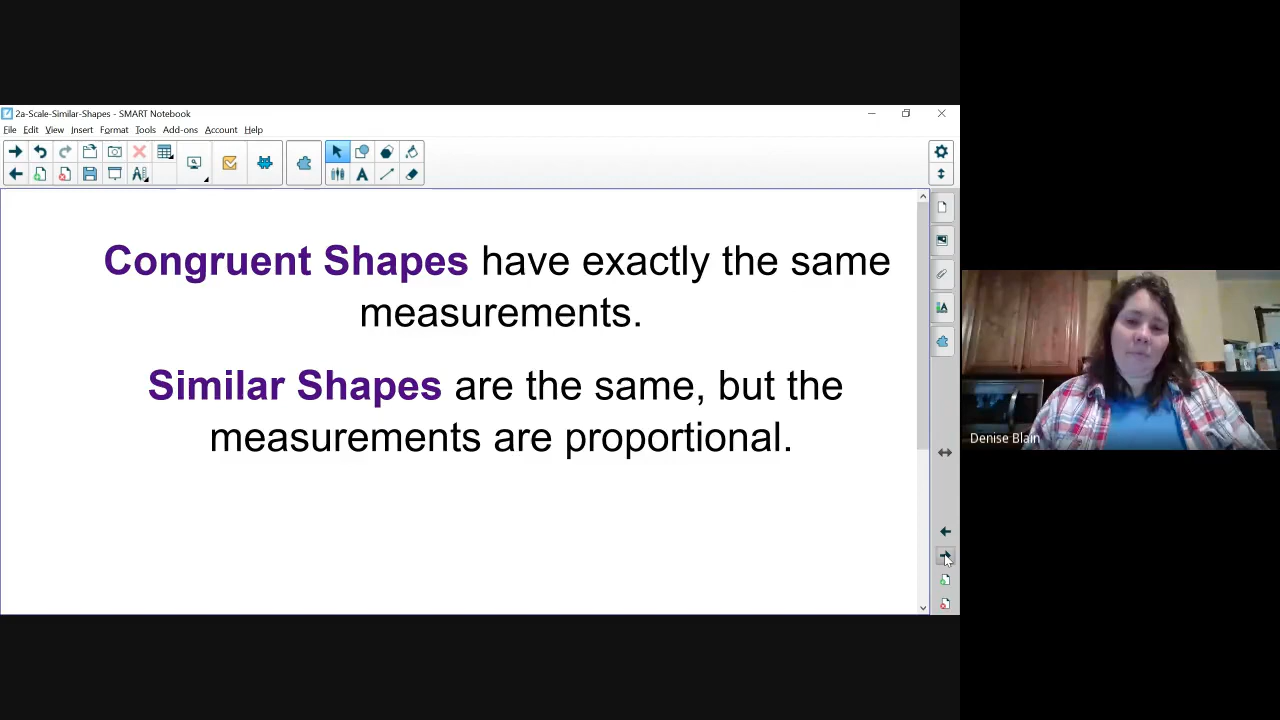 2a-Scale-Similar-Shapes - SMART Notebook
File Edit View Insert Format Tools Add-ons Account Help
Congruent Shapes have exactly the same
measurements.
Similar Shapes are the same, but the
measurements are proportional.
Denise Blain